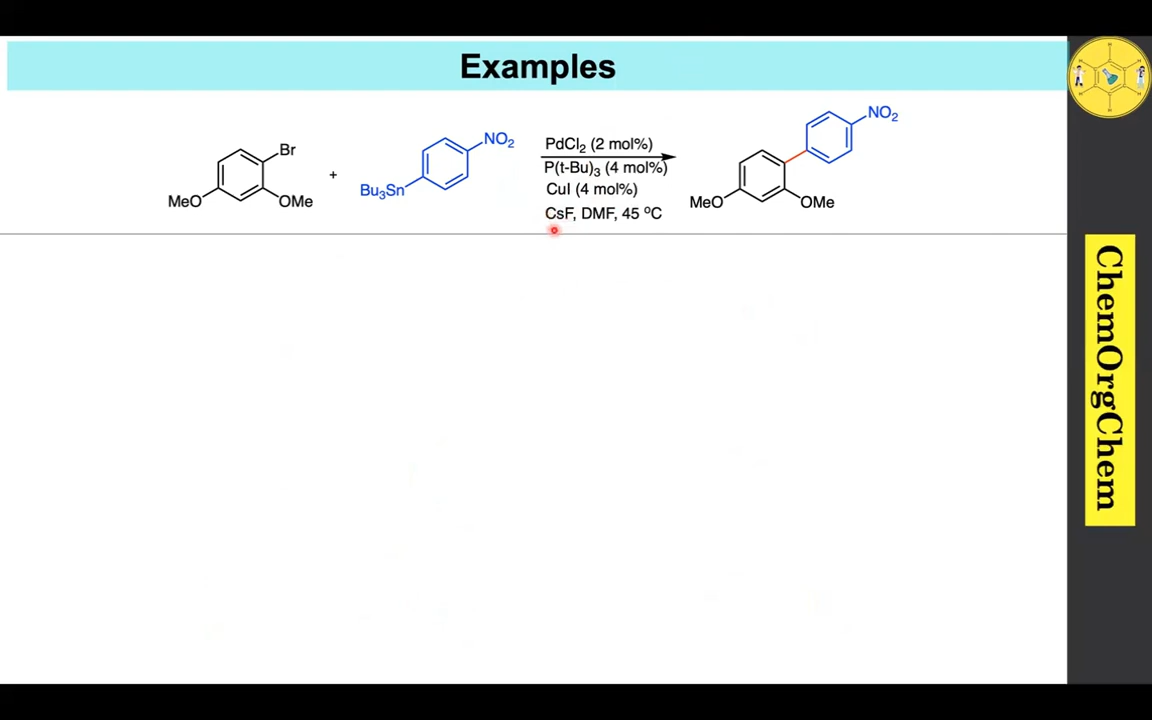 Examples
Br
MeO
OMe
+
Bu₃Sn
NO₂
PdCl₂ (2 mol%)
P(t-Bu)₃ (4 mol%)
CuI (4 mol%)
CsF, DMF, 45 ⁰C
NO₂
MeO
OMe
ChemOrgChem